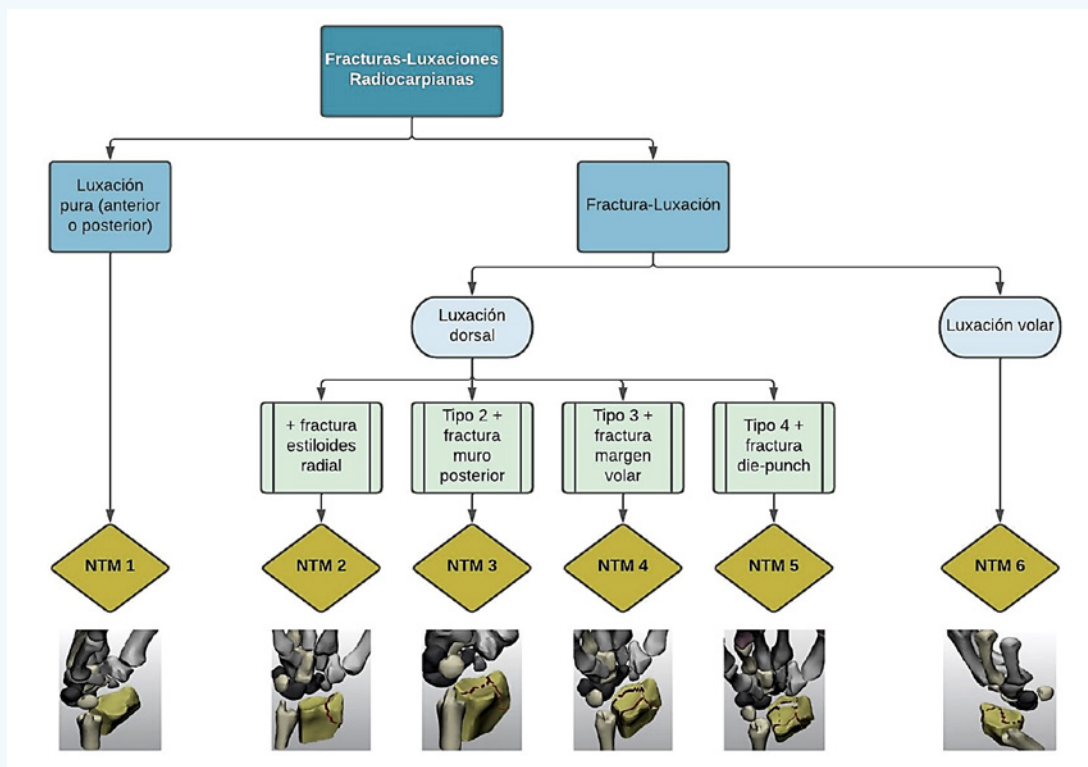 Fracturas-Luxaciones
Radiocarpianas
Luxación
pura (anterior
o posterior)
Fractura-Luxación
Luxación
dorsal
Luxación volar
+ fractura
estiloides
radial
Tipo 2 +
fractura
muro
posterior
Tipo 3 +
fractura
margen
volar
Tipo 4 +
fractura
die-punch
NTM 1
NTM 2
NTM 3
NTM 4
NTM 5
NTM 6